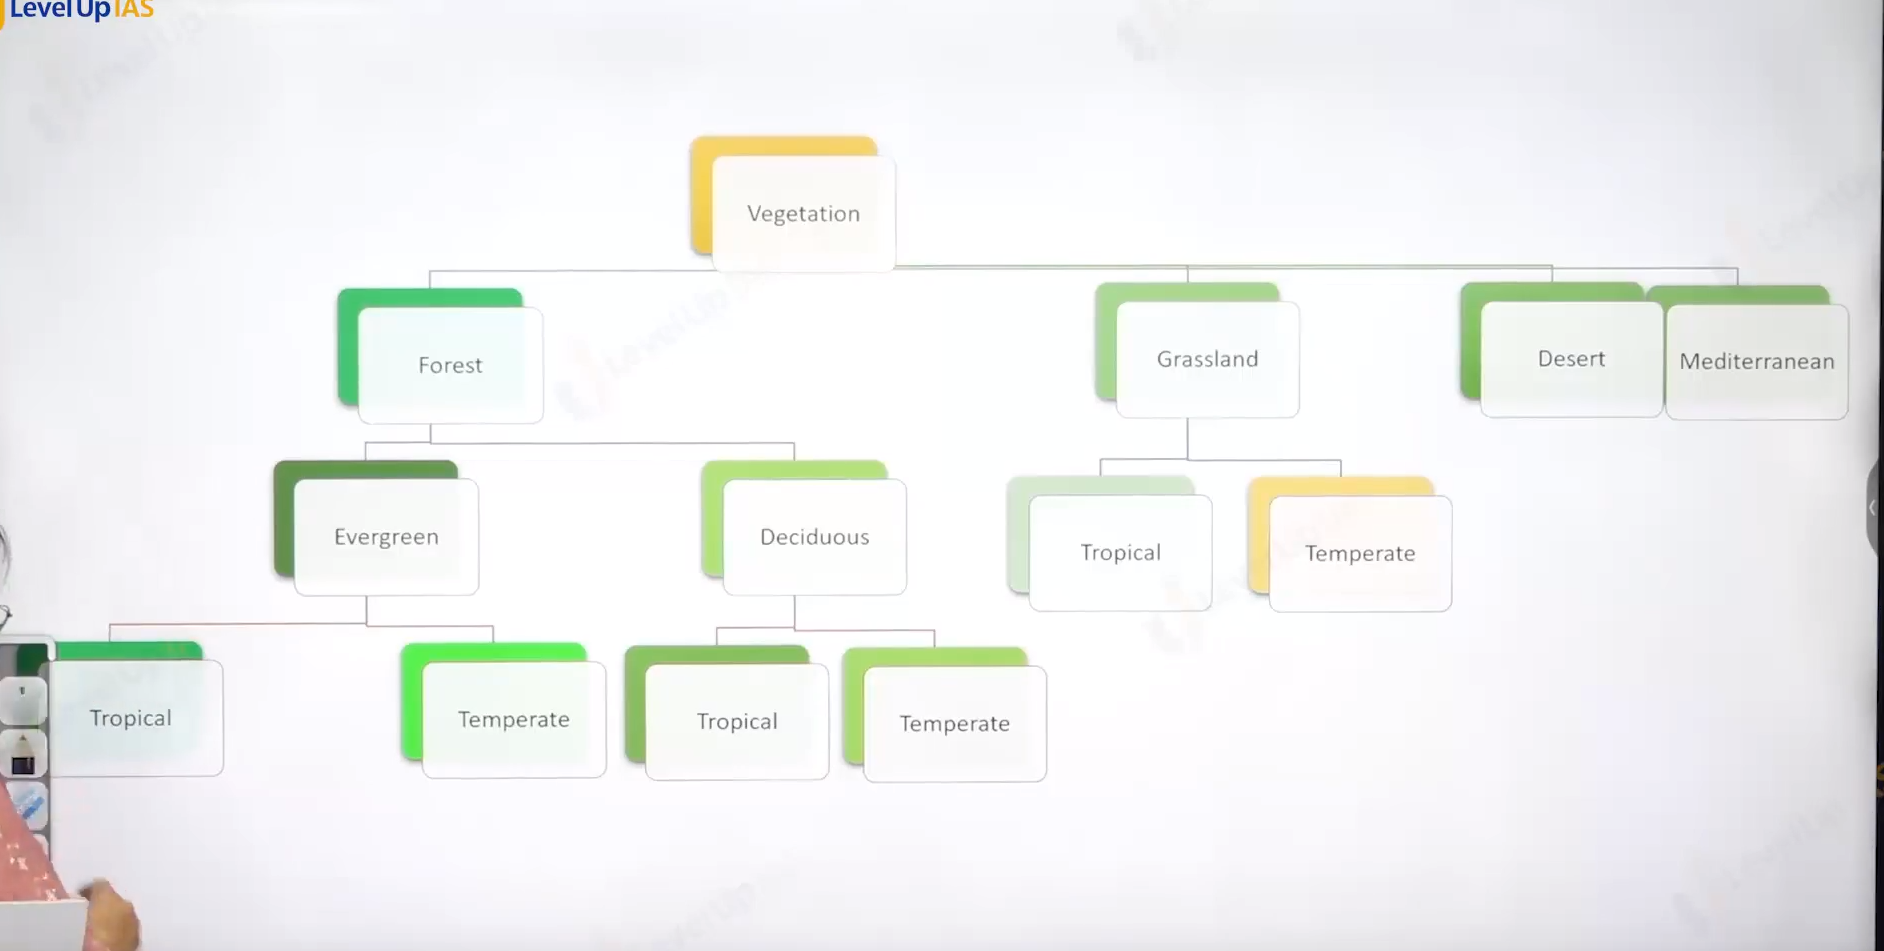 LevelUp IAS
Vegetation
Forest
Grassland
Desert
Mediterranean
Evergreen
Deciduous
Tropical
Temperate
Tropical
Temperate
Tropical
Temperate